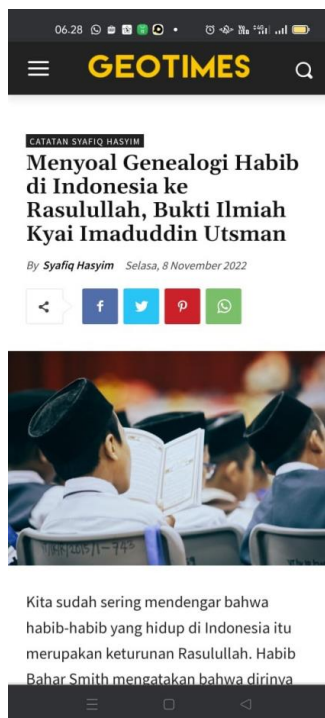 06.28
GEOTIMES
CATATAN SYAFIQ HASYIM
Menyoal Genealogi Habib
di Indonesia ke
Rasulullah, Bukti Ilmiah
Kyai Imaduddin Utsman
By Syafiq Hasyim Selasa, 8 November 2022
Kita sudah sering mendengar bahwa
habib-habib yang hidup di Indonesia itu
merupakan keturunan Rasulullah. Habib
Bahar Smith mengatakan bahwa dirinya